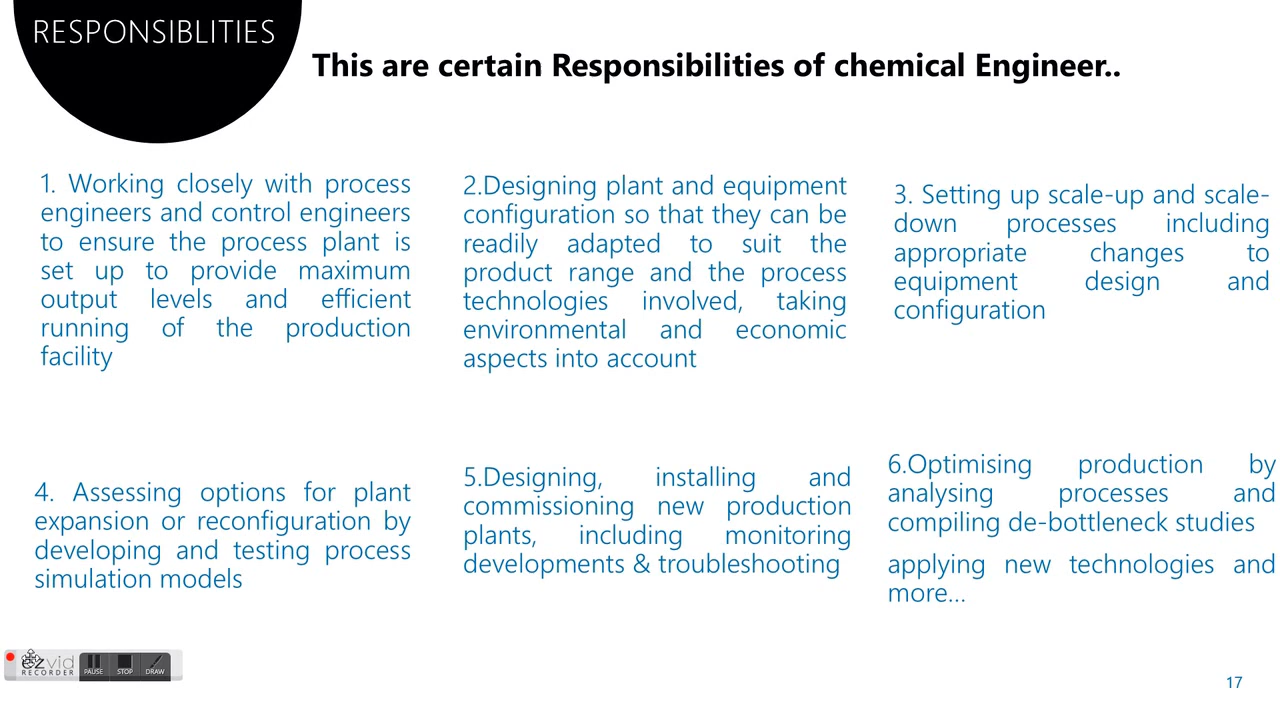 RESPONSIBLITIES
This are certain Responsibilities of chemical Engineer..
1. Working closely with process
engineers and control engineers
to ensure the process plant is
set up to provide maximum
output levels and efficient
running of the production
facility
2.Designing plant and equipment
configuration so that they can be
readily adapted to suit the
product range and the process
technologies involved, taking
environmental and economic
aspects into account
3. Setting up scale-up and scale-
down processes including
appropriate changes to
equipment design and
configuration
4. Assessing options for plant
expansion or reconfiguration by
developing and testing process
simulation models
5.Designing, installing and
commissioning new production
plants, including monitoring
developments & troubleshooting
6.Optimising production by
analysing processes and
compiling de-bottleneck studies
applying new technologies and
more...
ezvid
RECORDER
PAUSE STOP DRAW
17